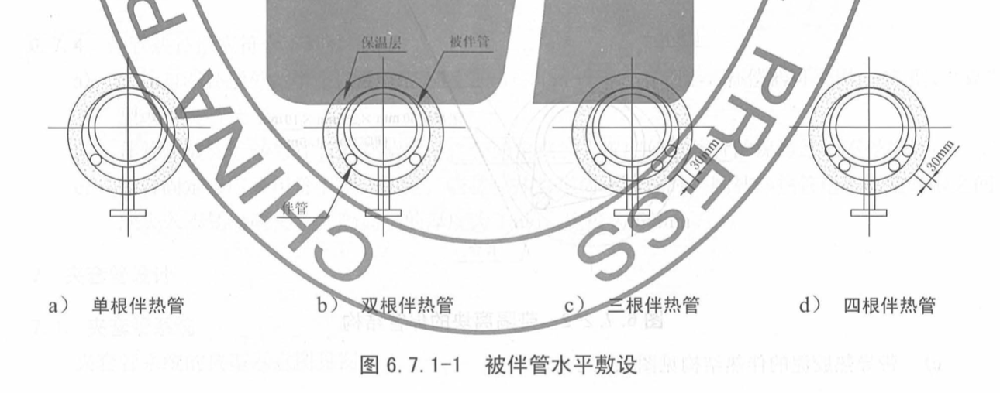 保温层 被伴管
伴管
30mm
30mm
a） 单根伴热管 b） 双根伴热管 c） 三根伴热管 d） 四根伴热管
图 6.7.1-1 被伴管水平敷设
CHINA P
PRESS